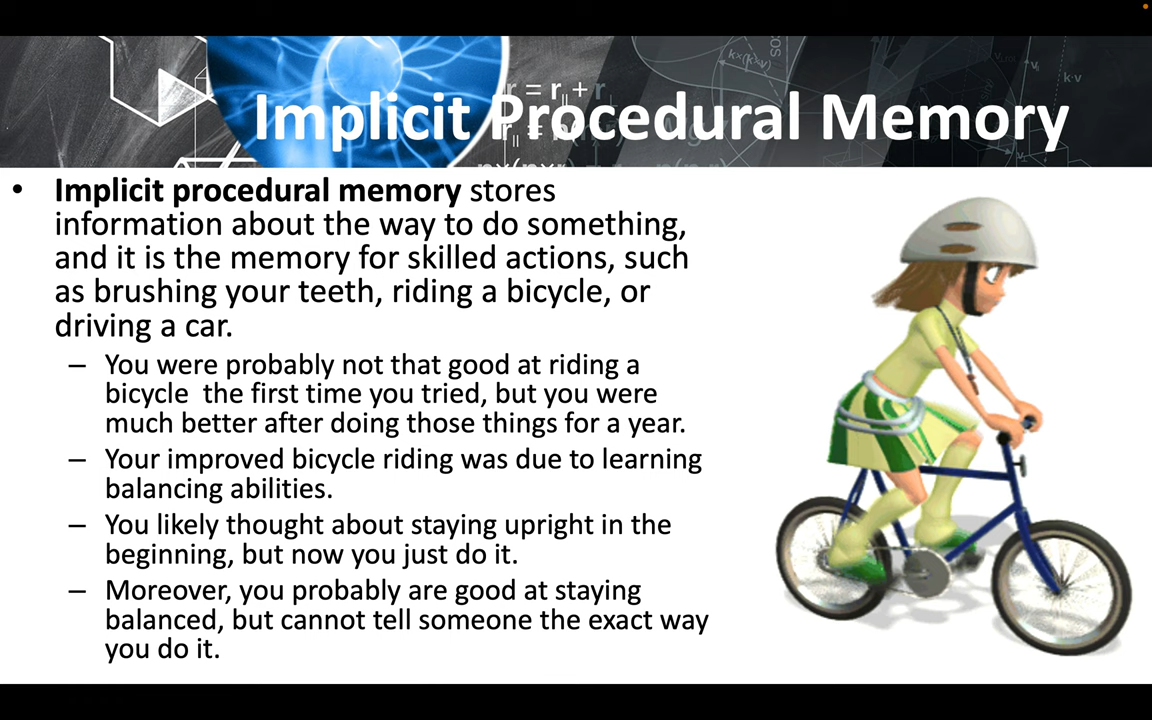 Implicit Procedural Memory
• Implicit procedural memory stores
information about the way to do something,
and it is the memory for skilled actions, such
as brushing your teeth, riding a bicycle, or
driving a car.
– You were probably not that good at riding a
bicycle  the first time you tried, but you were
much better after doing those things for a year.
– Your improved bicycle riding was due to learning
balancing abilities.
– You likely thought about staying upright in the
beginning, but now you just do it.
– Moreover, you probably are good at staying
balanced, but cannot tell someone the exact way
you do it.